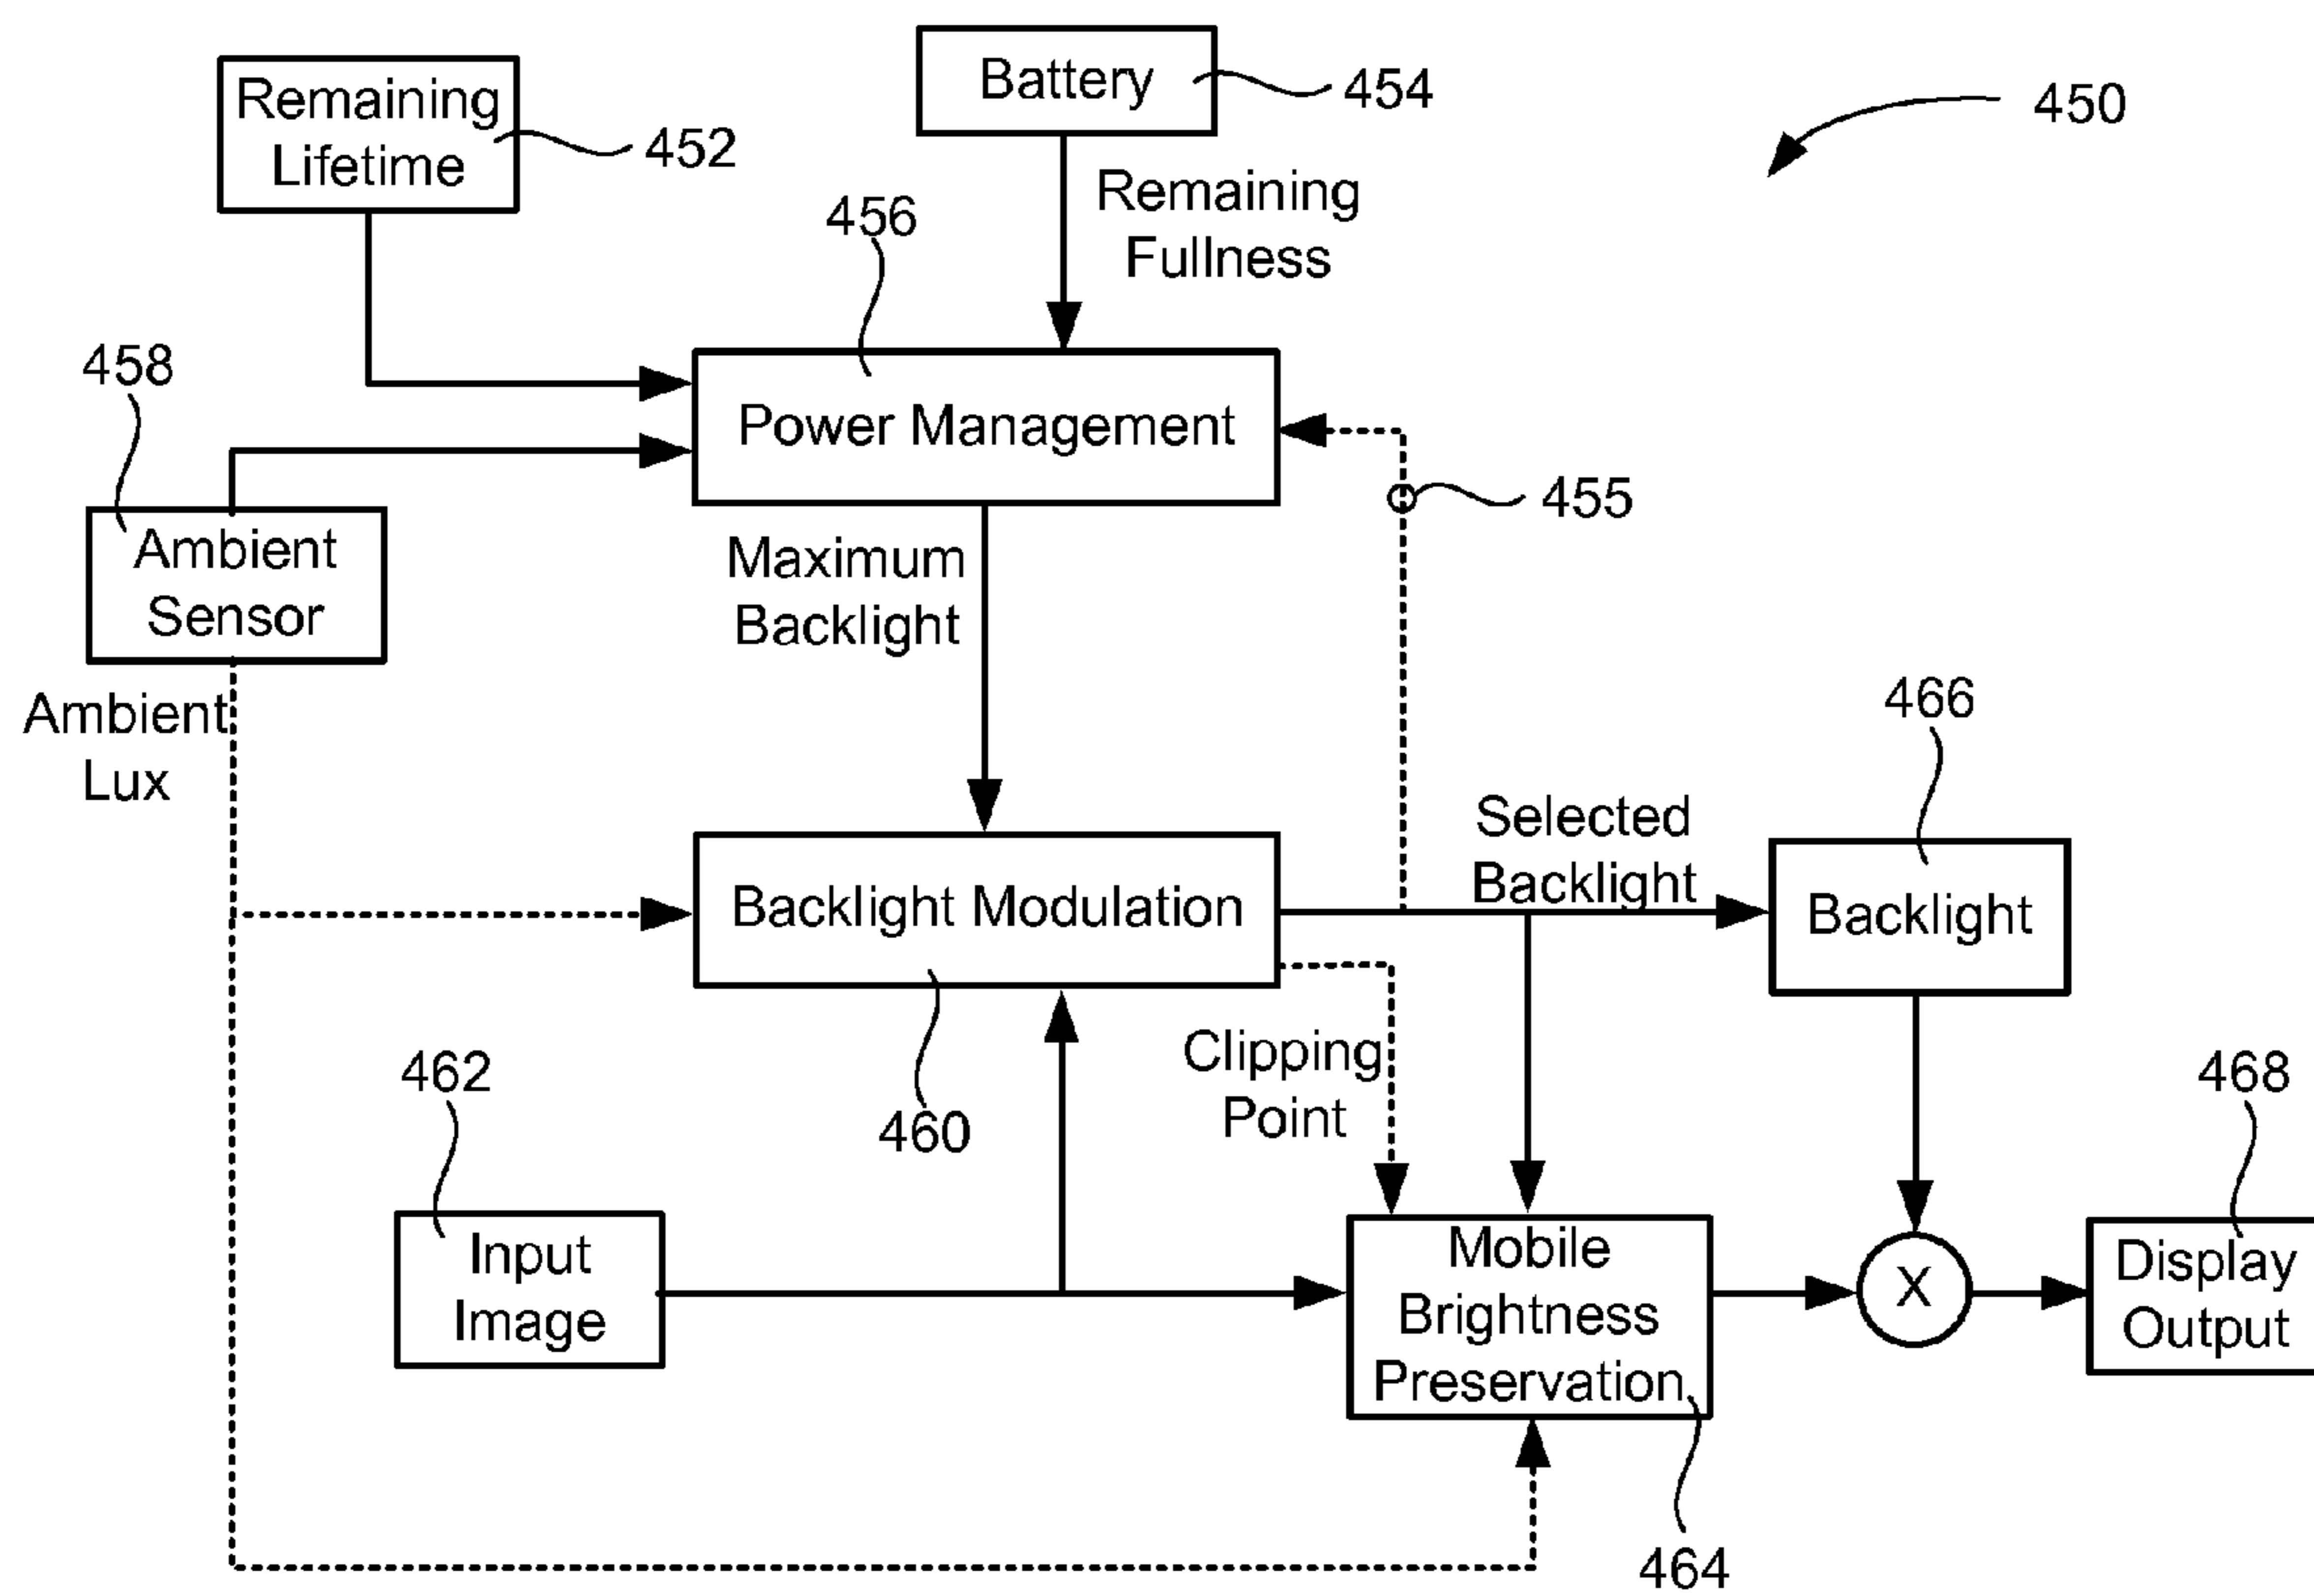 Remaining
Lifetime
452
Battery
454
450
Remaining
Fullness
456
458
Power Management
455
Ambient
Sensor
Maximum
Backlight
Ambient
Lux
466
Selected
Backlight
Backlight Modulation
Backlight
Clipping
Point
462
460
468
Input
Image
Mobile
Brightness
Preservation
X
Display
Output
464